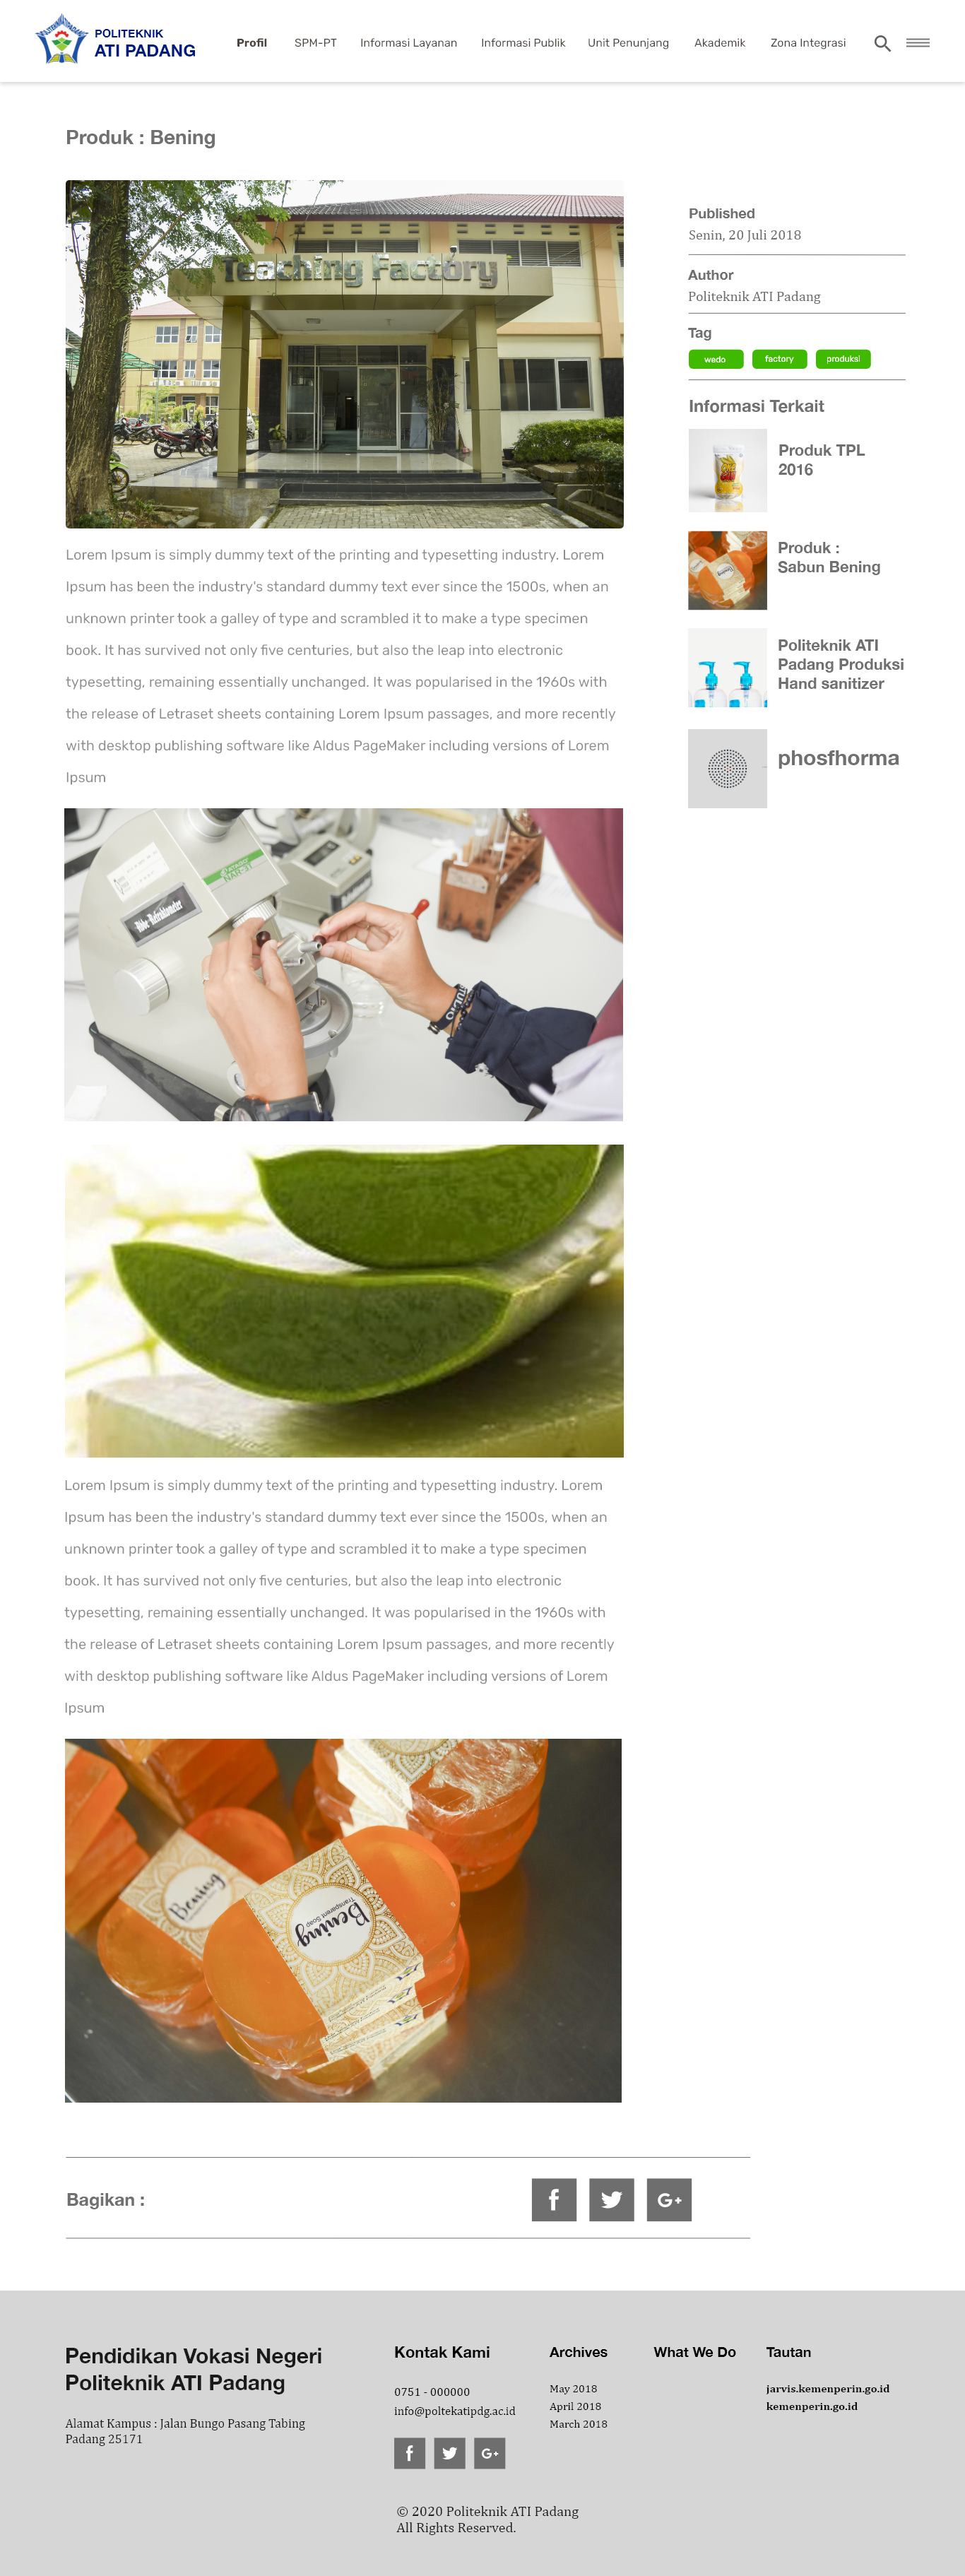 POLITEKNIK
ATI PADANG
Profil
SPM-PT
Informasi Layanan
Informasi Publik
Unit Penunjang
Akademik
Zona Integrasi
Produk : Bening
Teaching Factory
Published
Senin, 20 Juli 2018
Author
Politeknik ATI Padang
Tag
wedo
factory
produksi
Informasi Terkait
Produk TPL
2016
Produk :
Sabun Bening
Politeknik ATI
Padang Produksi
Hand sanitizer
phosfhorma
Lorem Ipsum is simply dummy text of the printing and typesetting industry. Lorem
Ipsum has been the industry's standard dummy text ever since the 1500s, when an
unknown printer took a galley of type and scrambled it to make a type specimen
book. It has survived not only five centuries, but also the leap into electronic
typesetting, remaining essentially unchanged. It was popularised in the 1960s with
the release of Letraset sheets containing Lorem Ipsum passages, and more recently
with desktop publishing software like Aldus PageMaker including versions of Lorem
Ipsum
Abbe Refraktometer
Lorem Ipsum is simply dummy text of the printing and typesetting industry. Lorem
Ipsum has been the industry's standard dummy text ever since the 1500s, when an
unknown printer took a galley of type and scrambled it to make a type specimen
book. It has survived not only five centuries, but also the leap into electronic
typesetting, remaining essentially unchanged. It was popularised in the 1960s with
the release of Letraset sheets containing Lorem Ipsum passages, and more recently
with desktop publishing software like Aldus PageMaker including versions of Lorem
Ipsum
Bening
Bening
Transparent Soap
Bagikan :
Pendidikan Vokasi Negeri
Politeknik ATI Padang
Alamat Kampus : Jalan Bungo Pasang Tabing
Padang 25171
Kontak Kami
0751 - 000000
info@poltekatipdg.ac.id
Archives
May 2018
April 2018
March 2018
What We Do
Tautan
jarvis.kemenperin.go.id
kemenperin.go.id
© 2020 Politeknik ATI Padang
All Rights Reserved.